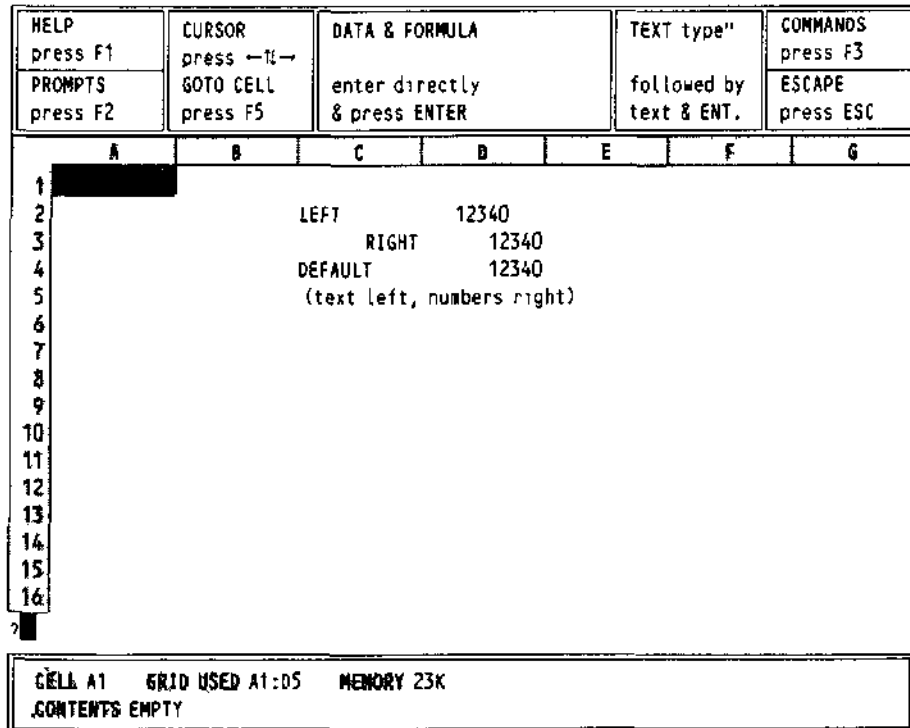 HELP CURSOR DATA & FORMULA TEXT type" COMMANDS
press F1 press ←⇅→ press F3
PROMPTS GOTO CELL enter directly followed by ESCAPE
press F2 press F5 & press ENTER text & ENT. press ESC
A B C D E F G
1
2 LEFT 12340
3 RIGHT 12340
4 DEFAULT 12340
5 (text left, numbers right)
6
7
8
9
10
11
12
13
14
15
16
?
CELL A1 GRID USED A1:D5 MEMORY 23K
CONTENTS EMPTY